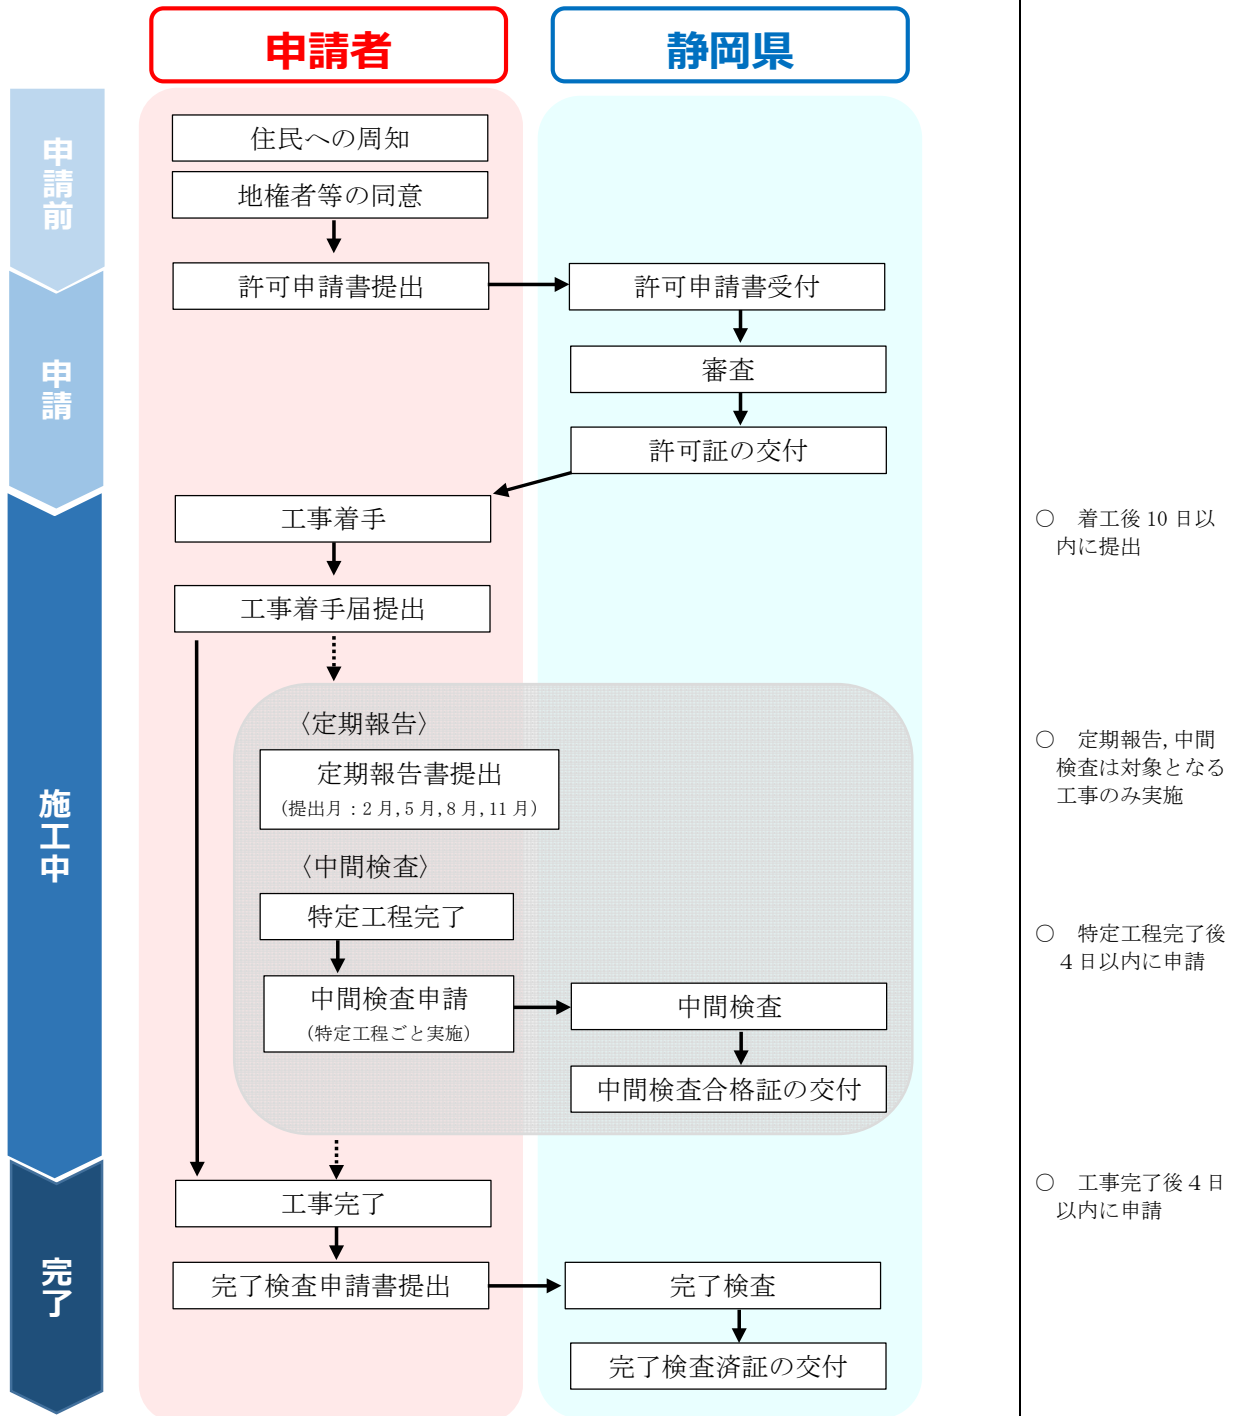 申請者
静岡県
申請前
住民への周知
地権者等の同意
申請
許可申請書提出
許可申請書受付
審査
許可証の交付
施工中
工事着手
○　着工後 10 日以
内に提出
工事着手届提出
〈定期報告〉
定期報告書提出
（提出月：2 月, 5 月, 8 月, 11 月）
○　定期報告, 中間
検査は対象となる
工事のみ実施
〈中間検査〉
特定工程完了
○　特定工程完了後
４日以内に申請
中間検査申請
（特定工程ごと実施）
中間検査
中間検査合格証の交付
完了
工事完了
○　工事完了後４日
以内に申請
完了検査申請書提出
完了検査
完了検査済証の交付